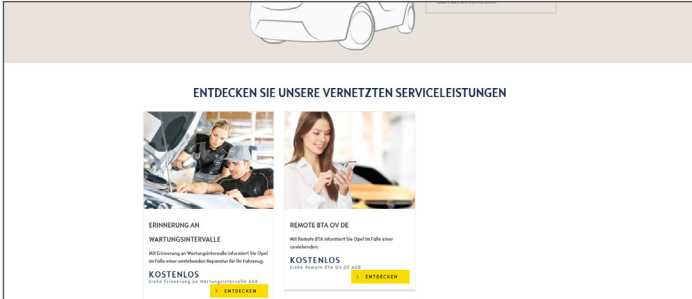 ENTDECKEN SIE UNSERE VERNETZTEN SERVICELEISTUNGEN
ERINNERUNG AN
WARTUNGSINTERVALLE
Mit Erinnerung an Wartungsintervalle informiert Sie Opel
im Falle einer anstehenden Reparatur für Ihr Fahrzeug.
KOSTENLOS
Siehe Erinnerung an Wartungsintervalle AGB
> ENTDECKEN
REMOTE BTA OV DE
Mit Remote BTA informiert Sie Opel im Falle einer
anstehenden.
KOSTENLOS
Siehe Remote BTA OV DE AGB
> ENTDECKEN